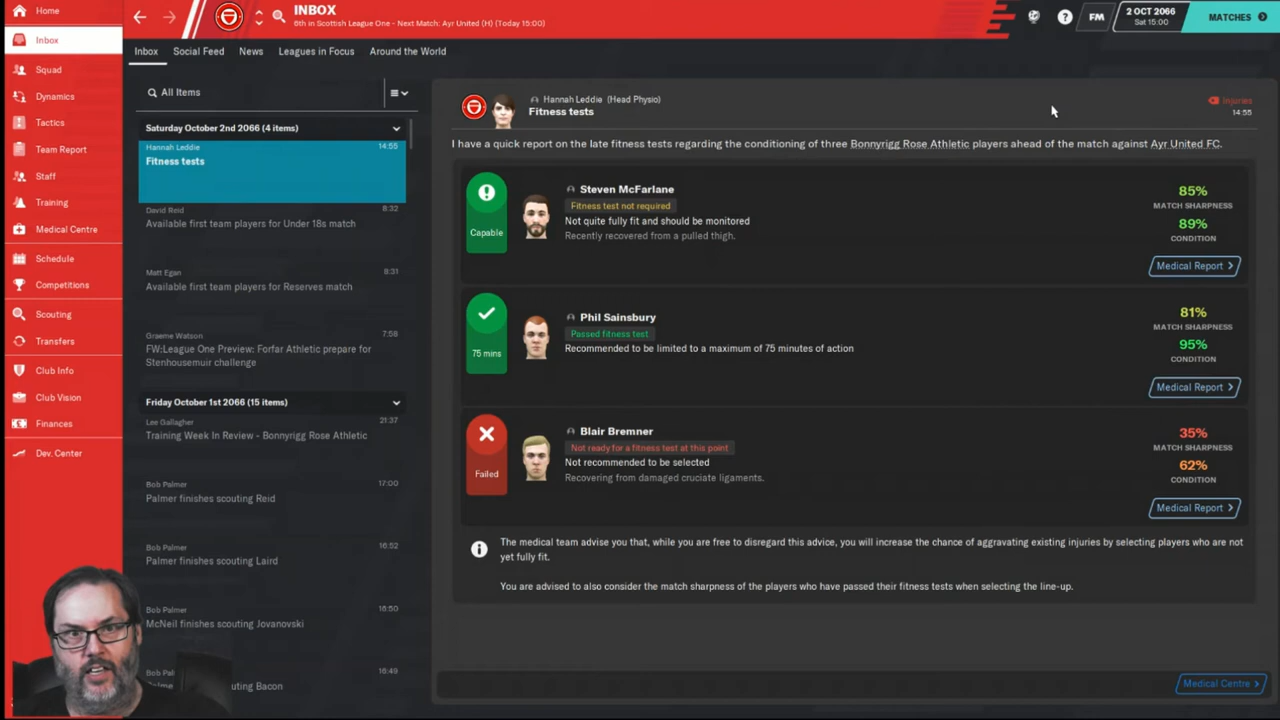 Home
Inbox
Squad
Dynamics
Tactics
Team Report
Staff
Training
Medical Centre
Schedule
Competitions
Scouting
Transfers
Club Info
Club Vision
Finances
Dev. Center
INBOX
6th in Scottish League One - Next Match: Ayr United (H) (Today 15:00)
FM
2 OCT 2066
Sat 15:00
MATCHES
Inbox
Social Feed
News
Leagues in Focus
Around the World
All Items
Saturday October 2nd 2066 (4 items)
Hannah Leddie 14:55
Fitness tests
David Reid 8:32
Available first team players for Under 18s match
Matt Egan 8:31
Available first team players for Reserves match
Graeme Watson 7:58
FW:League One Preview: Forfar Athletic prepare for
Stenhousemuir challenge
Friday October 1st 2066 (15 items)
Lee Gallagher 21:37
Training Week In Review - Bonnyrigg Rose Athletic
Bob Palmer 17:00
Palmer finishes scouting Reid
Bob Palmer 16:52
Palmer finishes scouting Laird
Bob Palmer 16:50
McNeil finishes scouting Jovanovski
Bob 16:49
uting Bacon
Hannah Leddie (Head Physio)
Fitness tests
Injuries
14:55
I have a quick report on the late fitness tests regarding the conditioning of three Bonnyrigg Rose Athletic players ahead of the match against Ayr United FC.
Capable
Steven McFarlane
Fitness test not required
Not quite fully fit and should be monitored
Recently recovered from a pulled thigh.
85%
MATCH SHARPNESS
89%
CONDITION
Medical Report
75 mins
Phil Sainsbury
Passed fitness test
Recommended to be limited to a maximum of 75 minutes of action
81%
MATCH SHARPNESS
95%
CONDITION
Medical Report
Failed
Blair Bremner
Not ready for a fitness test at this point
Not recommended to be selected
Recovering from damaged cruciate ligaments.
35%
MATCH SHARPNESS
62%
CONDITION
Medical Report
The medical team advise you that, while you are free to disregard this advice, you will increase the chance of aggravating existing injuries by selecting players who are not
yet fully fit.
You are advised to also consider the match sharpness of the players who have passed their fitness tests when selecting the line-up.
Medical Centre